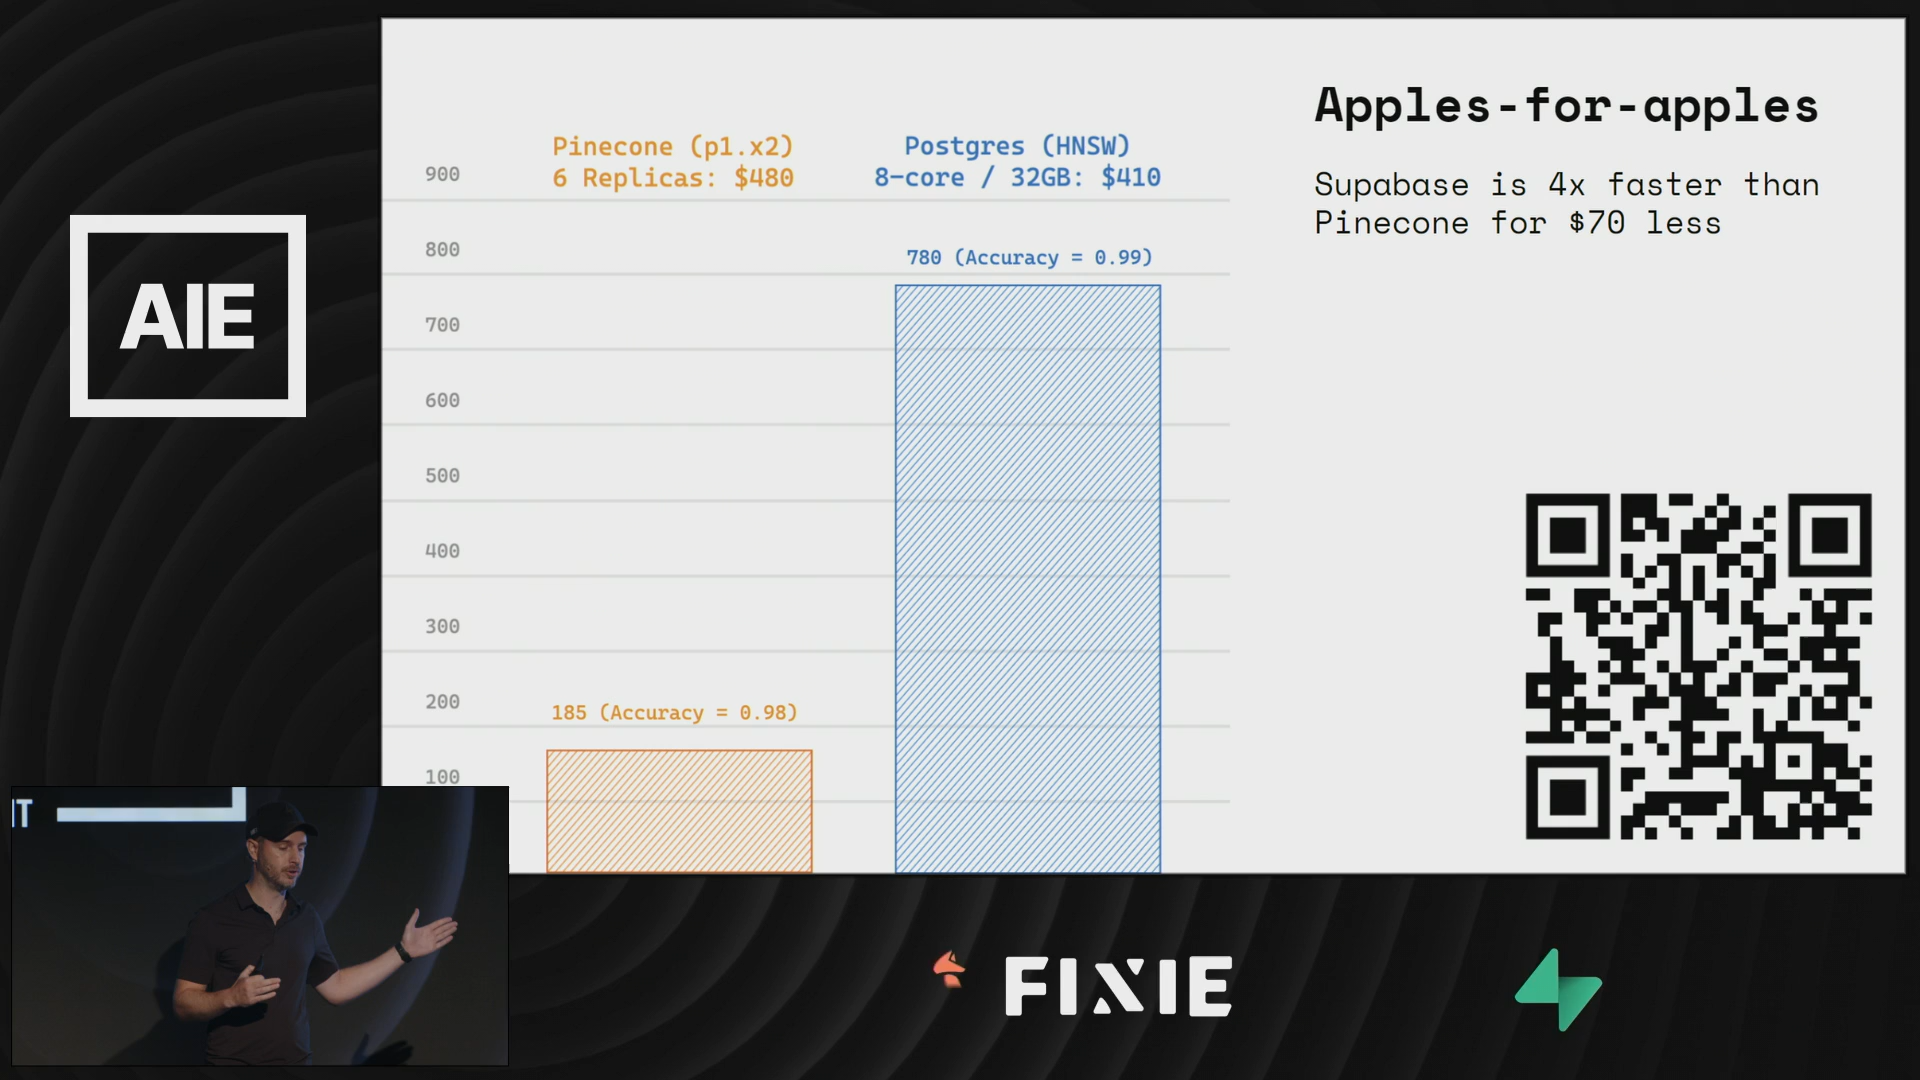 AIE
Pinecone (p1.x2)
6 Replicas: $480
Postgres (HNSW)
8-core / 32GB: $410
900
800
700
600
500
400
300
200
100
780 (Accuracy = 0.99)
185 (Accuracy = 0.98)
Apples-for-apples
Supabase is 4x faster than
Pinecone for $70 less
IT
FIXIE